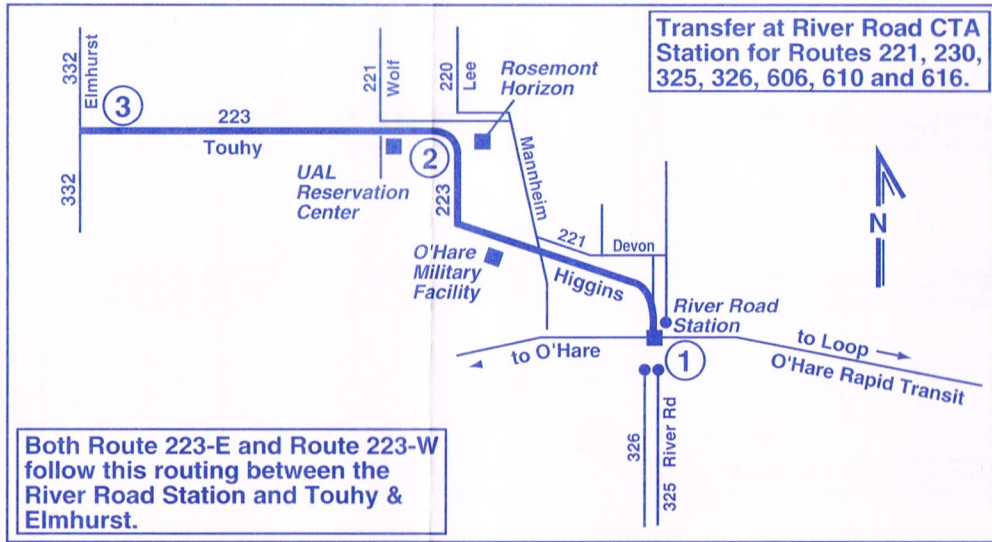 Transfer at River Road CTA
Station for Routes 221, 230,
325, 326, 606, 610 and 616.
332
Elmhurst
3
332
223
Touhy
221
Wolf
220
Lee
Rosemont
Horizon
Mannheim
UAL
Reservation
Center
2
223
O'Hare
Military
Facility
221
Devon
Higgins
N
River Road
Station
to O'Hare
1
to Loop
O'Hare Rapid Transit
326
325
River Rd
Both Route 223-E and Route 223-W
follow this routing between the
River Road Station and Touhy &
Elmhurst.